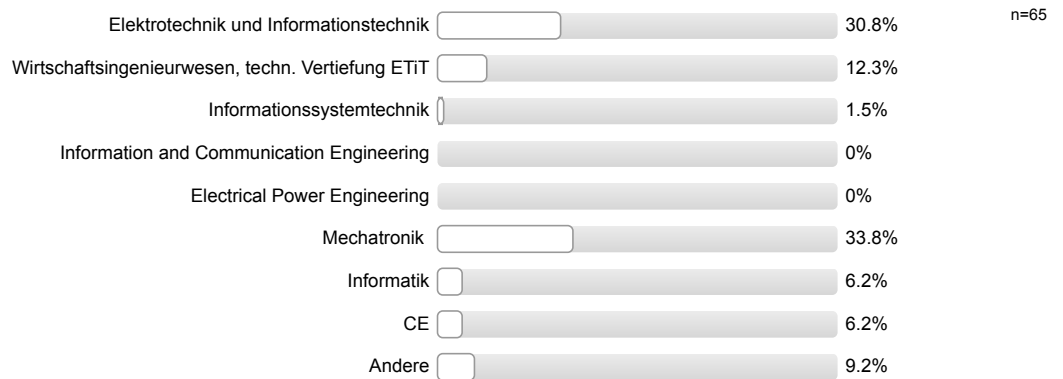 Elektrotechnik und Informationstechnik 30.8% n=65
Wirtschaftsingenieurwesen, techn. Vertiefung ETiT 12.3%
Informationssystemtechnik 1.5%
Information and Communication Engineering 0%
Electrical Power Engineering 0%
Mechatronik 33.8%
Informatik 6.2%
CE 6.2%
Andere 9.2%